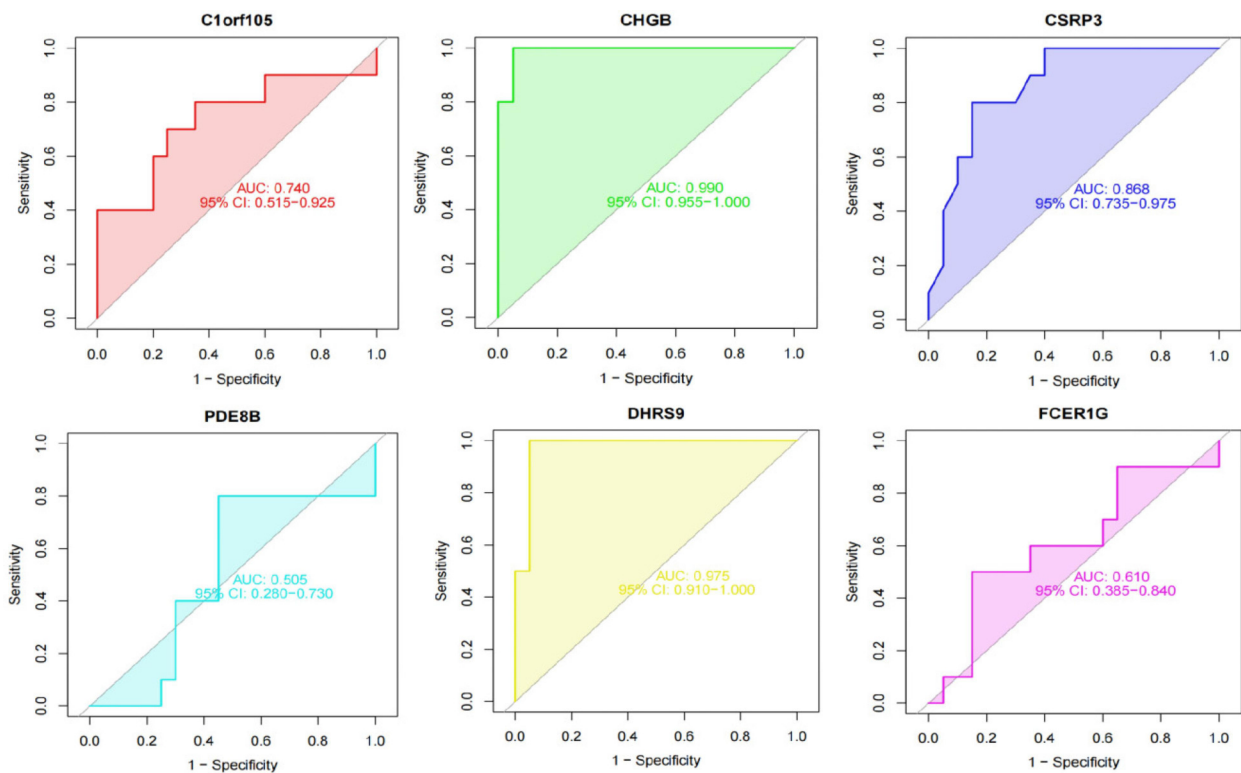 C1orf105
Sensitivity
0.0 0.2 0.4 0.6 0.8 1.0
AUC: 0.740
95% CI: 0.515−0.925
0.0 0.2 0.4 0.6 0.8 1.0
1 − Specificity
CHGB
Sensitivity
0.0 0.2 0.4 0.6 0.8 1.0
AUC: 0.990
95% CI: 0.955−1.000
0.0 0.2 0.4 0.6 0.8 1.0
1 − Specificity
CSRP3
Sensitivity
0.0 0.2 0.4 0.6 0.8 1.0
AUC: 0.868
95% CI: 0.735−0.975
0.0 0.2 0.4 0.6 0.8 1.0
1 − Specificity
PDE8B
Sensitivity
0.0 0.2 0.4 0.6 0.8 1.0
AUC: 0.505
95% CI: 0.280−0.730
0.0 0.2 0.4 0.6 0.8 1.0
1 − Specificity
DHRS9
Sensitivity
0.0 0.2 0.4 0.6 0.8 1.0
AUC: 0.975
95% CI: 0.910−1.000
0.0 0.2 0.4 0.6 0.8 1.0
1 − Specificity
FCER1G
Sensitivity
0.0 0.2 0.4 0.6 0.8 1.0
AUC: 0.610
95% CI: 0.385−0.840
0.0 0.2 0.4 0.6 0.8 1.0
1 − Specificity